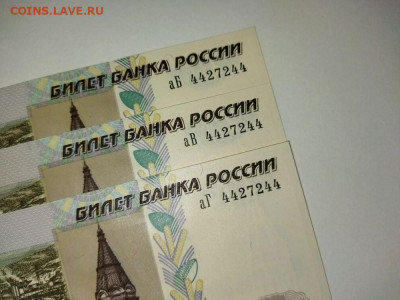 COINS.LAVE.RU
БИЛЕТ БАНКА РОССИИ
аБ 4427244
БИЛЕТ БАНКА РОССИИ
аВ 4427244
БИЛЕТ БАНКА РОССИИ
аГ 4427244